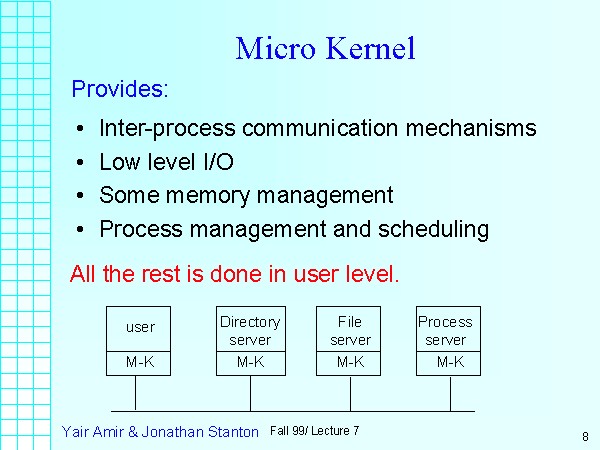 Micro Kernel
Provides:
• Inter-process communication mechanisms
• Low level I/O
• Some memory management
• Process management and scheduling
All the rest is done in user level.
user
M-K
Directory
server
M-K
File
server
M-K
Process
server
M-K
Yair Amir & Jonathan Stanton Fall 99/ Lecture 7
8